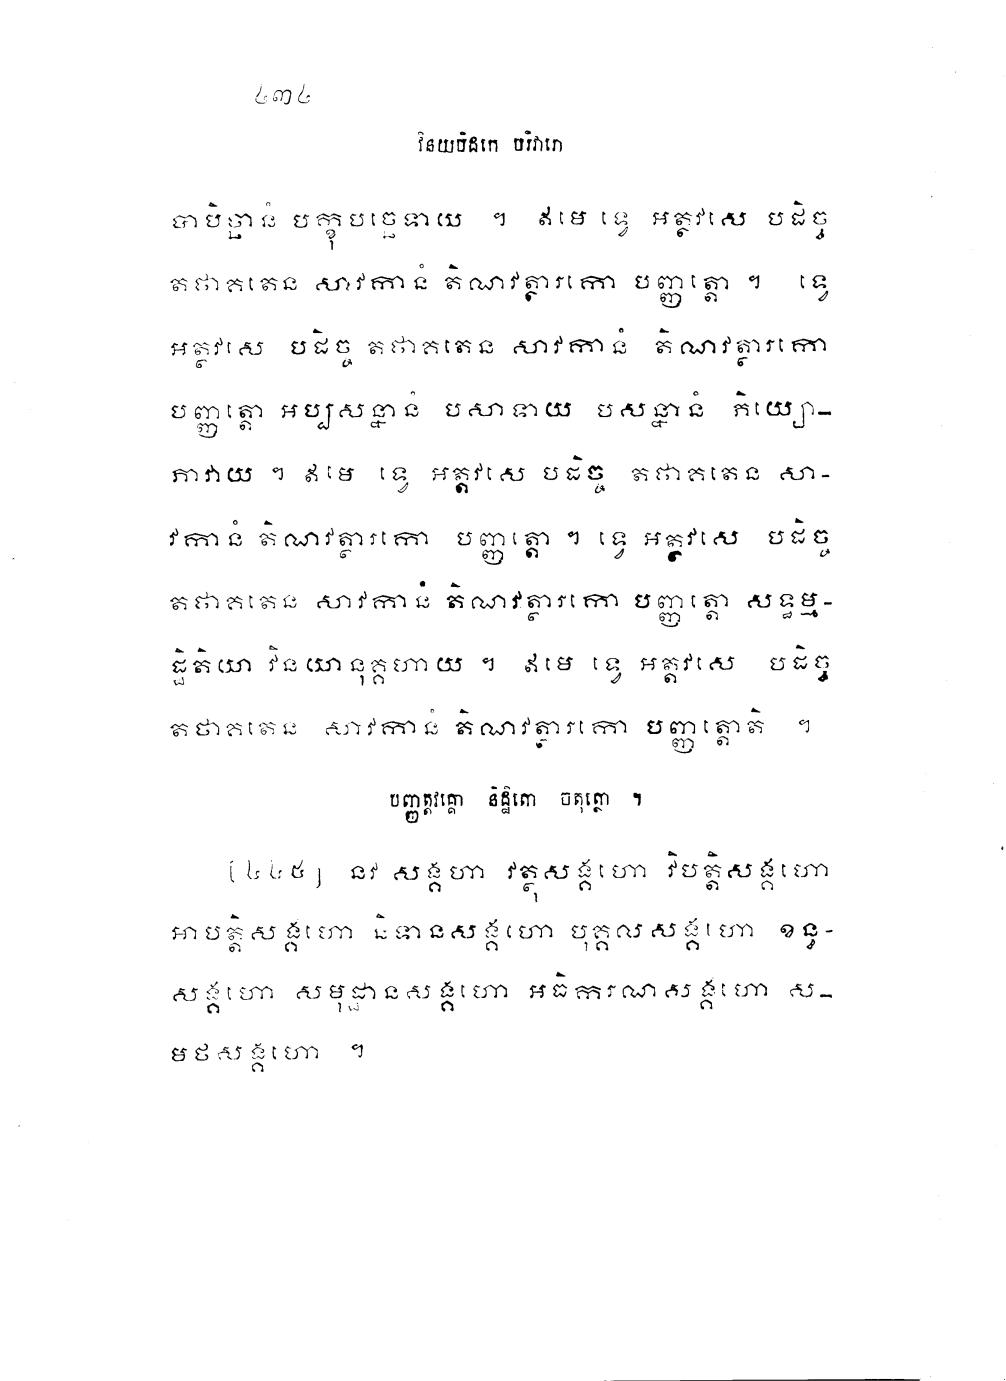 ៤៣៤
វិនយបិដកេ បរិវារោ
បាបិច្ឆានំ បក្ខុបច្ឆេទាយ ។ ឥមេ ទ្វេ អត្ថវសេ បដិច្ច
តថាគតេន សាវកានំ តិណវត្ថារកោ បញ្ញត្តោ ។ ទ្វេ
អត្ថវសេ បដិច្ច តថាគតេន សាវកានំ តិណវត្ថារកោ
បញ្ញត្តោ អប្បសន្នានំ បសាទាយ បសន្នានំ ភិយ្យោ-
ភាវាយ ។ ឥមេ ទ្វេ អត្ថវសេ បដិច្ច តថាគតេន សា-
វកានំ តិណវត្ថារកោ បញ្ញត្តោ ។ ទ្វេ អត្ថវសេ បដិច្ច
តថាគតេន សាវកានំ តិណវត្ថារកោ បញ្ញត្តោ សទ្ធម្ម-
ដ្ឋិតិយា វិនយានុគ្គហាយ ។ ឥមេ ទ្វេ អត្ថវសេ បដិច្ច
តថាគតេន សាវកានំ តិណវត្ថារកោ បញ្ញត្តោតិ ។
បញ្ញត្តវគ្គោ និដ្ឋិតោ ចតុត្ថោ ។
[៤៤៥] នវ សង្គហា វត្ថុសង្គហោ វិបត្តិសង្គហោ
អាបត្តិសង្គហោ និទានសង្គហោ បុគ្គលសង្គហោ ខន្ធ-
សង្គហោ សមុដ្ឋានសង្គហោ អធិករណសង្គហោ ស-
មថសង្គហោ ។